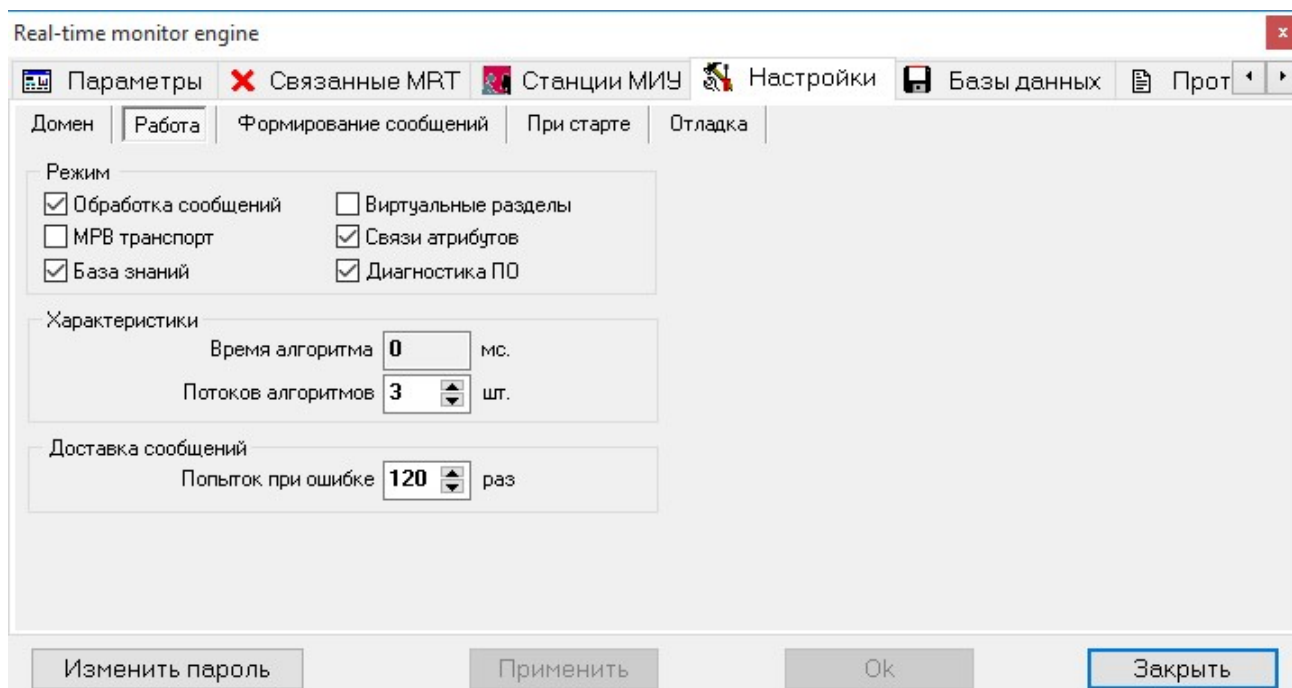 Real-time monitor engine
Параметры Связанные MRT Станции МИУ Настройки Базы данных Прот
Домен Работа Формирование сообщений При старте Отладка
Режим
Обработка сообщений Виртуальные разделы
МРВ транспорт Связи атрибутов
База знаний Диагностика ПО
Характеристики
Время алгоритма 0 мс.
Потоков алгоритмов 3 шт.
Доставка сообщений
Попыток при ошибке 120 раз
Изменить пароль Применить Ok Закрыть